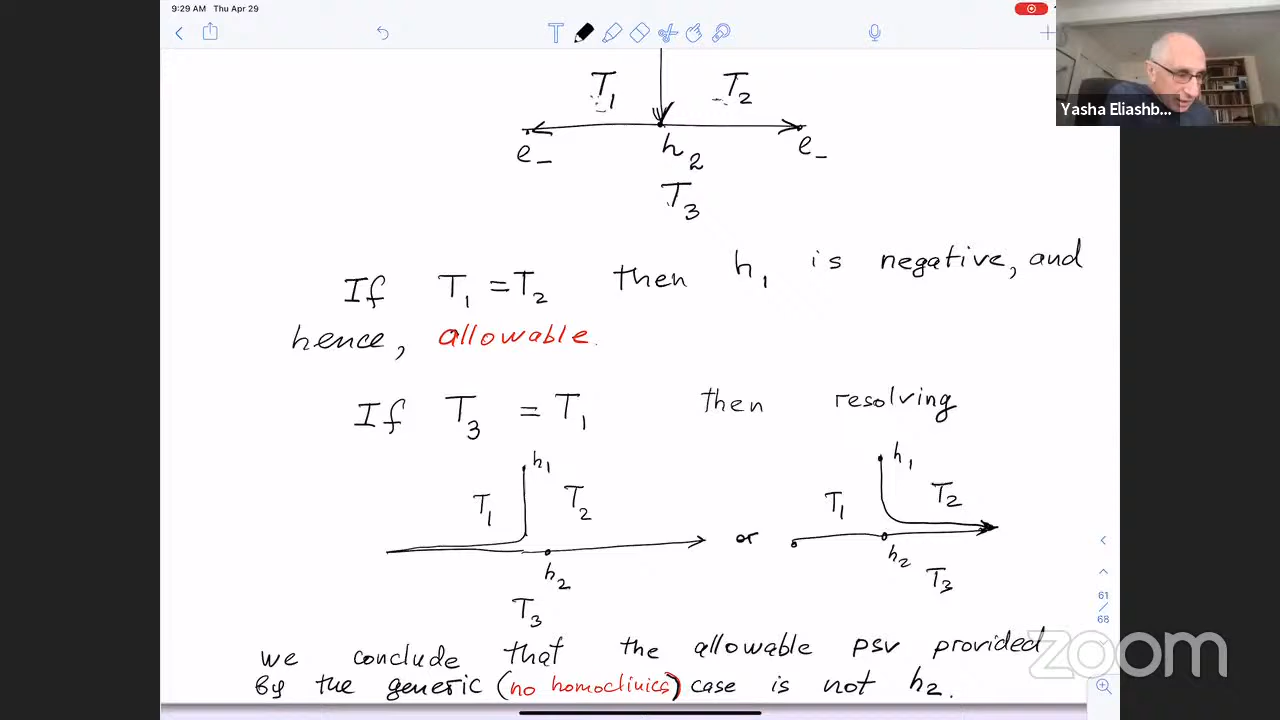 9:29 AM Thu Apr 29
Yasha Eliashb...
T1 T2
e_ h2 e_
T3
If T1 = T2 then h1 is negative, and
hence, allowable.
If T3 = T1 then resolving
h1 h1
T1 T2 T1 T2
or
h2 h2
T3 T3
we conclude that the allowable psv provided
by the generic (no homoclinics) case is not h2.
61
/
68
zoom